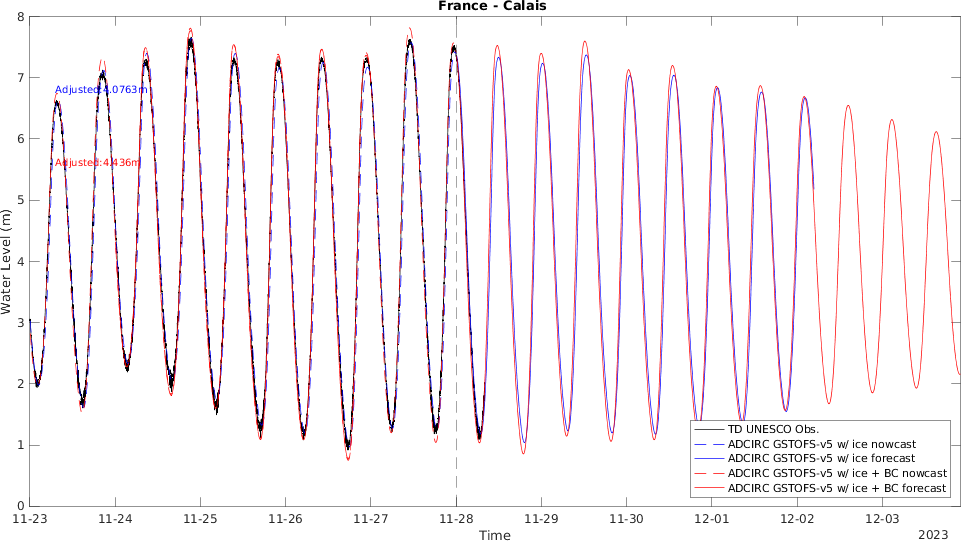 France - Calais
8
7
6
5
4
3
2
1
0
Water Level (m)
Adjusted:4.0763m
Adjusted:4.436m
TD UNESCO Obs.
ADCIRC GSTOFS-v5 w/ ice nowcast
ADCIRC GSTOFS-v5 w/ ice forecast
ADCIRC GSTOFS-v5 w/ ice + BC nowcast
ADCIRC GSTOFS-v5 w/ ice + BC forecast
11-23 11-24 11-25 11-26 11-27 11-28 11-29 11-30 12-01 12-02 12-03
Time
2023